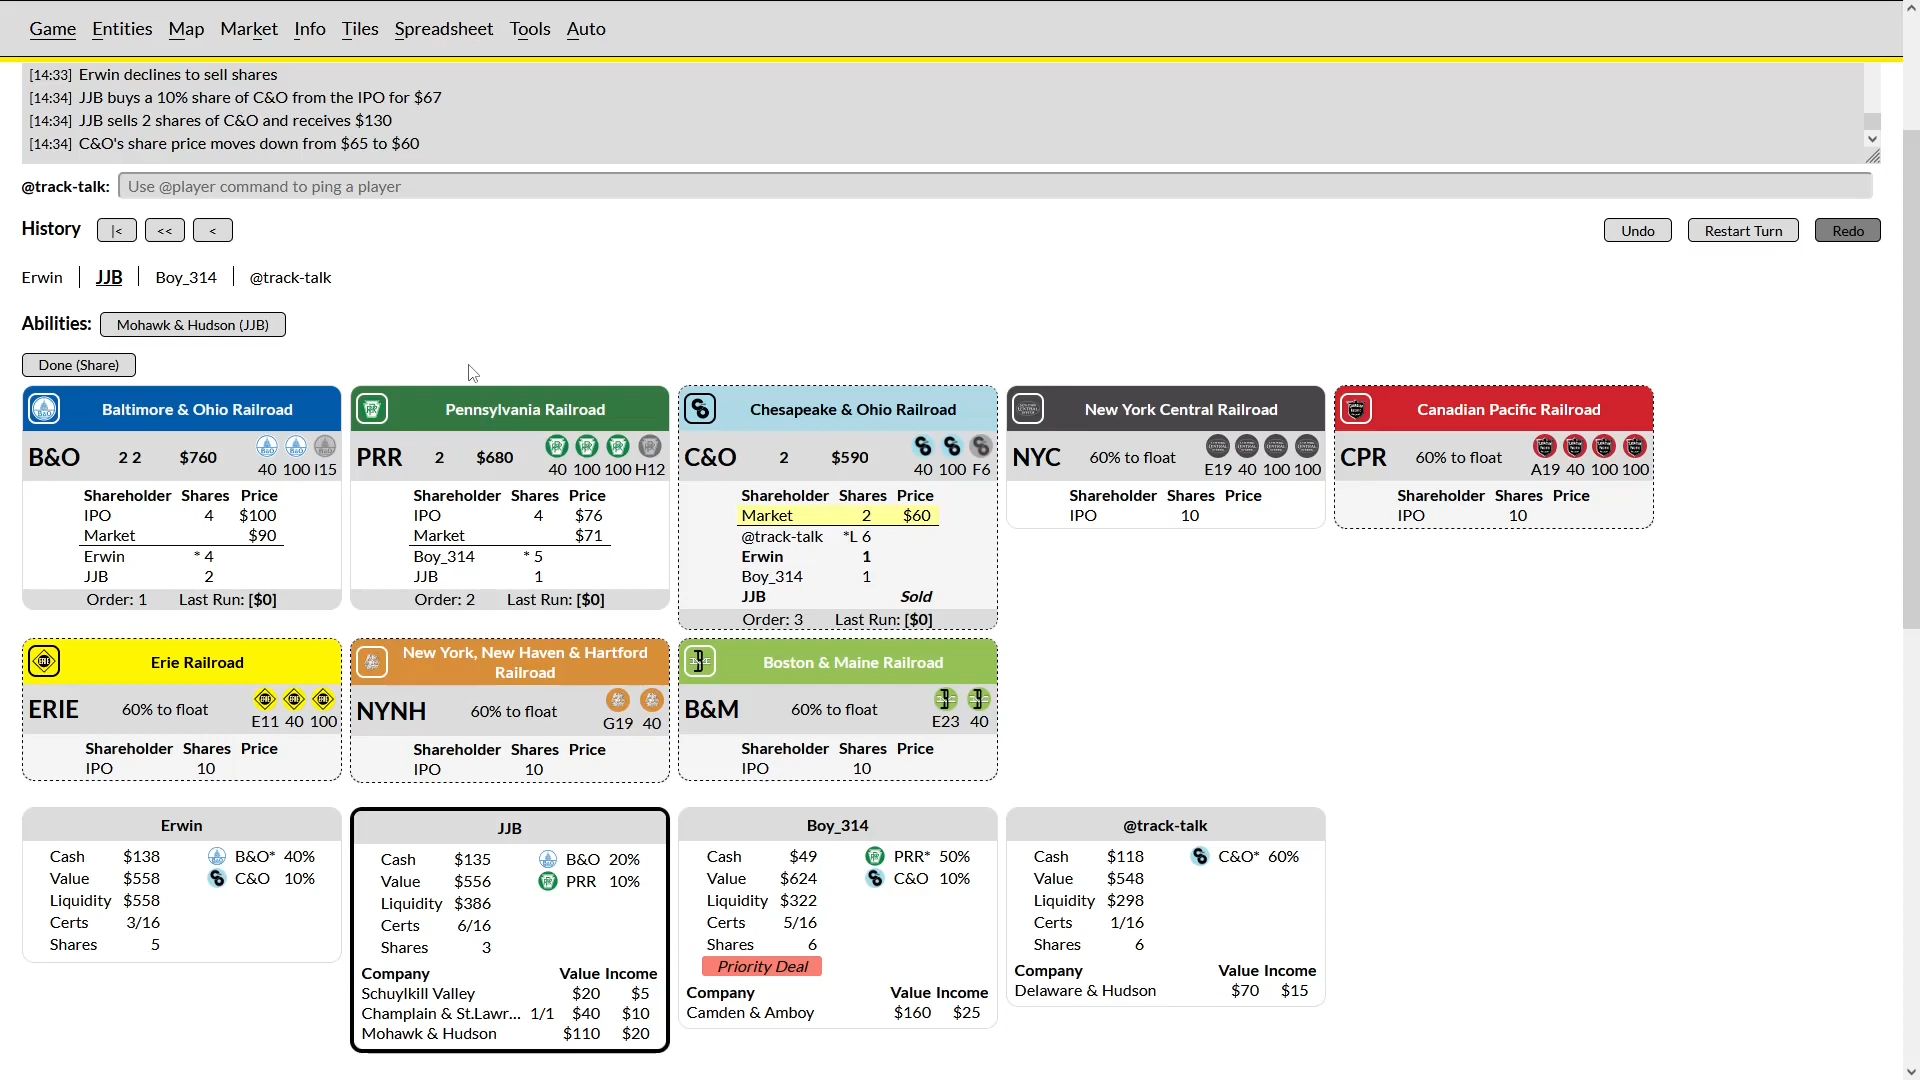 Game Entities Map Market Info Tiles Spreadsheet Tools Auto
[14:33] Erwin declines to sell shares
[14:34] JJB buys a 10% share of C&O from the IPO for $67
[14:34] JJB sells 2 shares of C&O and receives $130
[14:34] C&O's share price moves down from $65 to $60
@track-talk: Use @player command to ping a player
History |< << < Undo Restart Turn Redo
Erwin JJB Boy_314 @track-talk
Abilities: Mohawk & Hudson (JJB)
Done (Share)
Baltimore & Ohio Railroad
B&O 2 2 $760 40 100 I15
Shareholder Shares Price
IPO 4 $100
Market $90
Erwin * 4
JJB 2
Order: 1 Last Run: [$0]
Pennsylvania Railroad
PRR 2 $680 40 100 100 H12
Shareholder Shares Price
IPO 4 $76
Market $71
Boy_314 * 5
JJB 1
Order: 2 Last Run: [$0]
Chesapeake & Ohio Railroad
C&O 2 $590 40 100 F6
Shareholder Shares Price
Market 2 $60
@track-talk *L 6
Erwin 1
Boy_314 1
JJB Sold
Order: 3 Last Run: [$0]
New York Central Railroad
NYC 60% to float E19 40 100 100
Shareholder Shares Price
IPO 10
Canadian Pacific Railroad
CPR 60% to float A19 40 100 100
Shareholder Shares Price
IPO 10
Erie Railroad
ERIE 60% to float E11 40 100
Shareholder Shares Price
IPO 10
New York, New Haven & Hartford
Railroad
NYNH 60% to float G19 40
Shareholder Shares Price
IPO 10
Boston & Maine Railroad
B&M 60% to float E23 40
Shareholder Shares Price
IPO 10
Erwin
Cash $138 B&O* 40%
Value $558 C&O 10%
Liquidity $558
Certs 3/16
Shares 5
JJB
Cash $135 B&O 20%
Value $556 PRR 10%
Liquidity $386
Certs 6/16
Shares 3
Company Value Income
Schuylkill Valley $20 $5
Champlain & St.Lawr... 1/1 $40 $10
Mohawk & Hudson $110 $20
Boy_314
Cash $49 PRR* 50%
Value $624 C&O 10%
Liquidity $322
Certs 5/16
Shares 6
Priority Deal
Company Value Income
Camden & Amboy $160 $25
@track-talk
Cash $118 C&O* 60%
Value $548
Liquidity $298
Certs 1/16
Shares 6
Company Value Income
Delaware & Hudson $70 $15